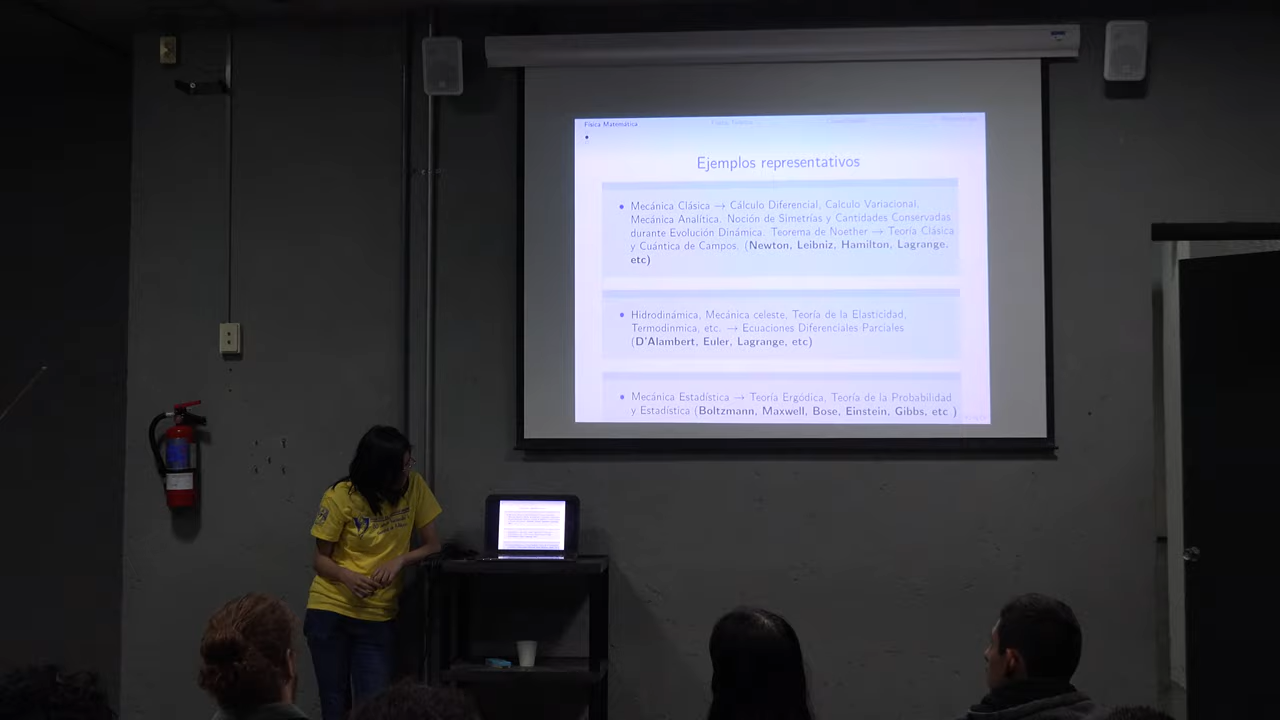 Física Matemática
Ejemplos representativos
Mecánica Clásica → Cálculo Diferencial, Calculo Variacional,
Mecánica Analítica. Noción de Simetrías y Cantidades Conservadas
durante Evolución Dinámica. Teorema de Noether → Teoría Clásica
y Cuántica de Campos. (Newton, Leibniz, Hamilton, Lagrange,
etc)
Hidrodinámica, Mecánica celeste, Teoría de la Elasticidad,
Termodinmica, etc. → Ecuaciones Diferenciales Parciales
(D'Alambert, Euler, Lagrange, etc)
Mecánica Estadística → Teoría Ergódica, Teoría de la Probabilidad
y Estadística (Boltzmann, Maxwell, Bose, Einstein, Gibbs, etc )